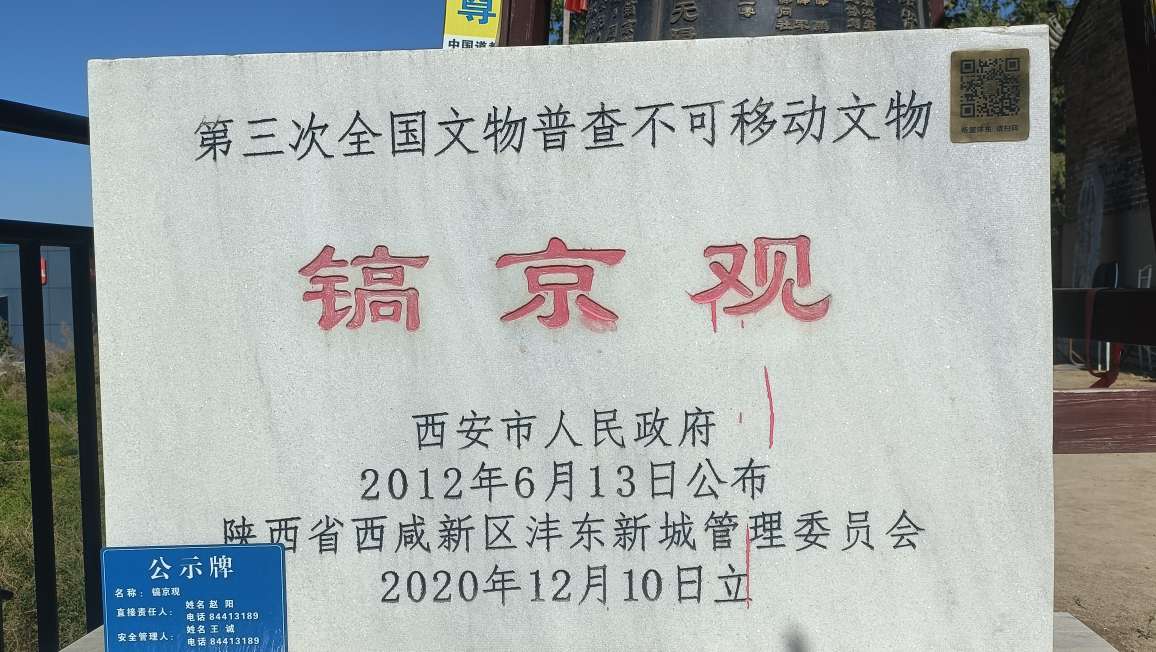 尊
第三次全国文物普查不可移动文物
镐京观
西安市人民政府
2012年6月13日公布
陕西省西咸新区沣东新城管理委员会
2020年12月10日立
公示牌
名称：镐京观
直接责任人：
姓名 赵 阳
电话 84413189
安全管理人：
姓名 王 诚
电话 84413189